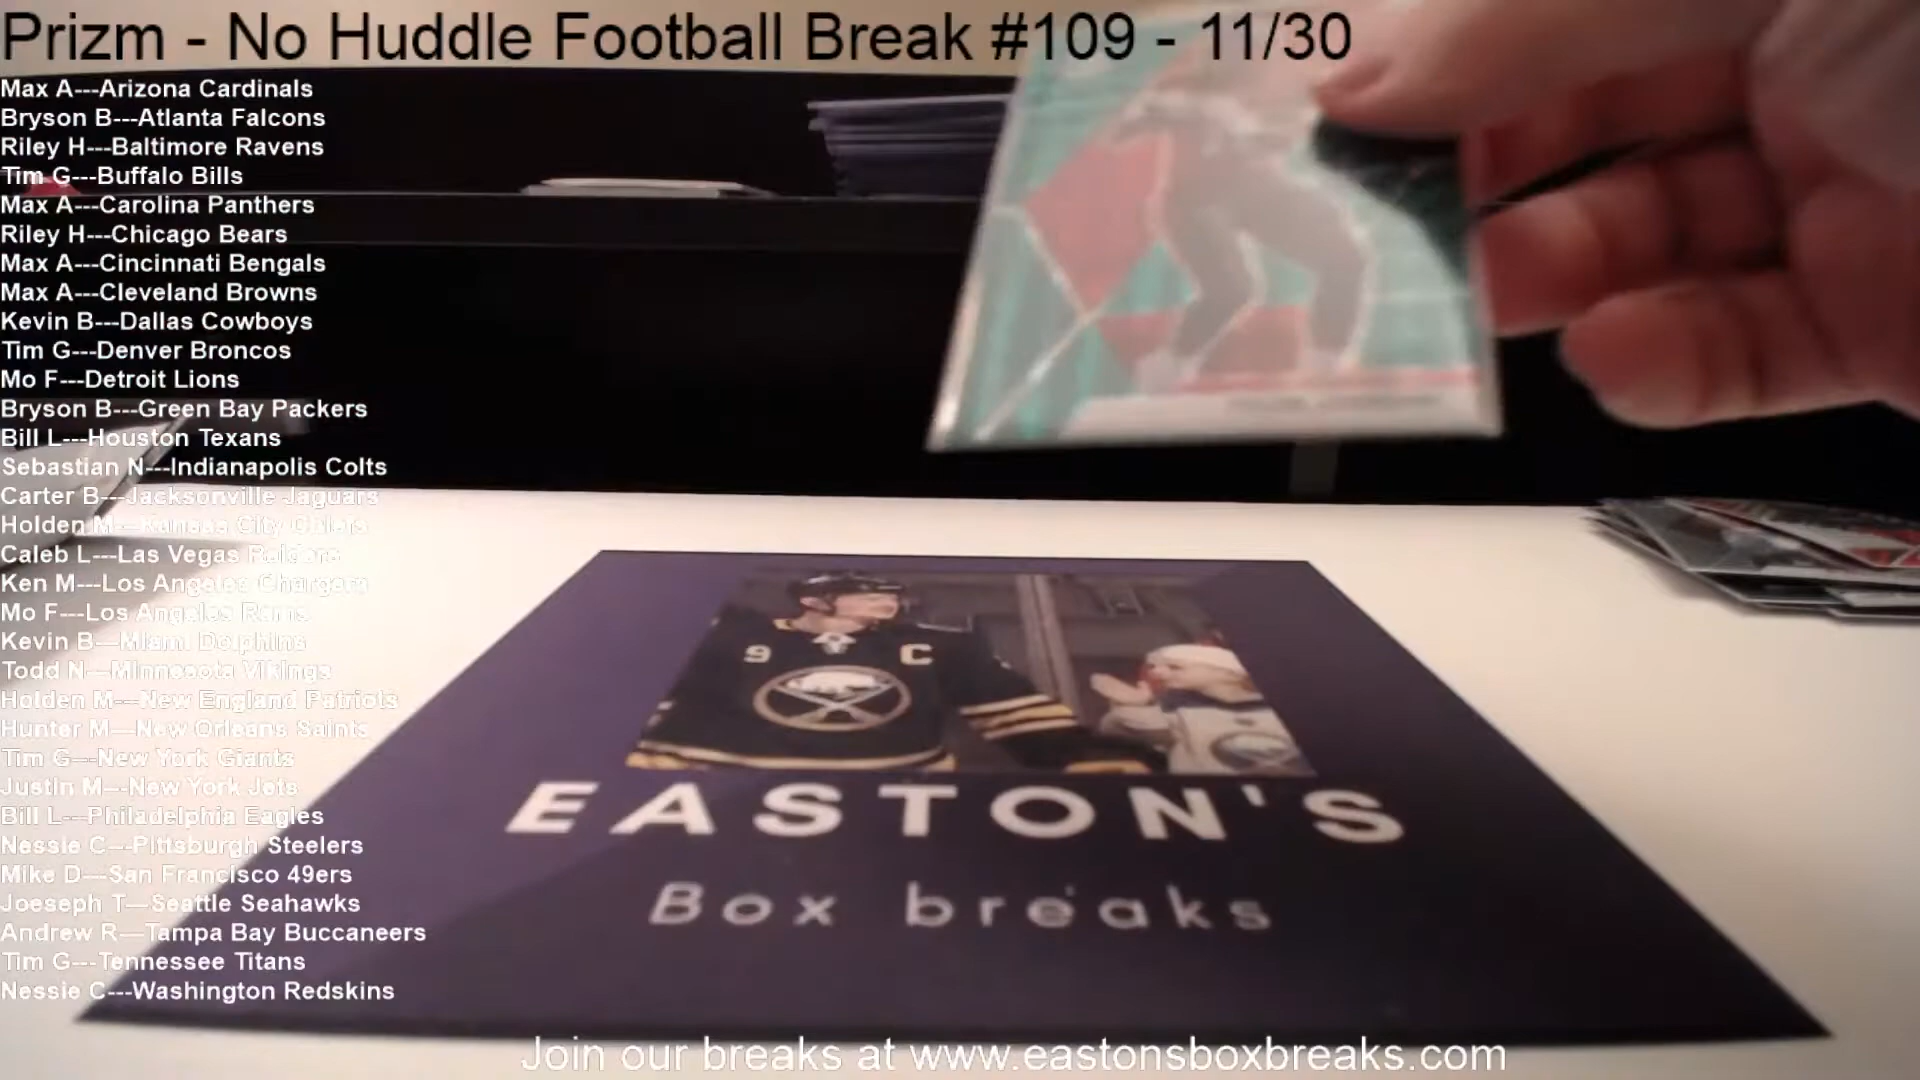 Prizm - No Huddle Football Break #109 - 11/30
Max A---Arizona Cardinals
Bryson B---Atlanta Falcons
Riley H---Baltimore Ravens
Tim G---Buffalo Bills
Max A---Carolina Panthers
Riley H---Chicago Bears
Max A---Cincinnati Bengals
Max A---Cleveland Browns
Kevin B---Dallas Cowboys
Tim G---Denver Broncos
Mo F---Detroit Lions
Bryson B---Green Bay Packers
Bill L---Houston Texans
Sebastian N---Indianapolis Colts
Carter B---Jacksonville Jaguars
Holden M---Kansas City Chiefs
Caleb L---Las Vegas Raiders
Ken M---Los Angeles Chargers
Mo F---Los Angeles Rams
Kevin B---Miami Dolphins
Todd N---Minnesota Vikings
Holden M---New England Patriots
Hunter M---New Orleans Saints
Tim G---New York Giants
Justin M---New York Jets
Bill L---Philadelphia Eagles
Nessie C---Pittsburgh Steelers
Mike D---San Francisco 49ers
Joeseph T---Seattle Seahawks
Andrew R---Tampa Bay Buccaneers
Tim G---Tennessee Titans
Nessie C---Washington Redskins
9 C
EASTON'S
Box breaks
Join our breaks at www.eastonsboxbreaks.com